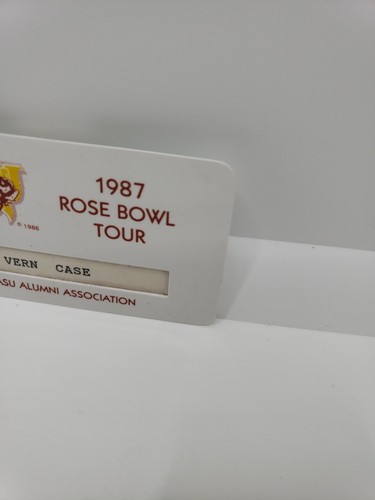 1987
ROSE BOWL
TOUR
© 1986
VERN CASE
ASU ALUMNI ASSOCIATION